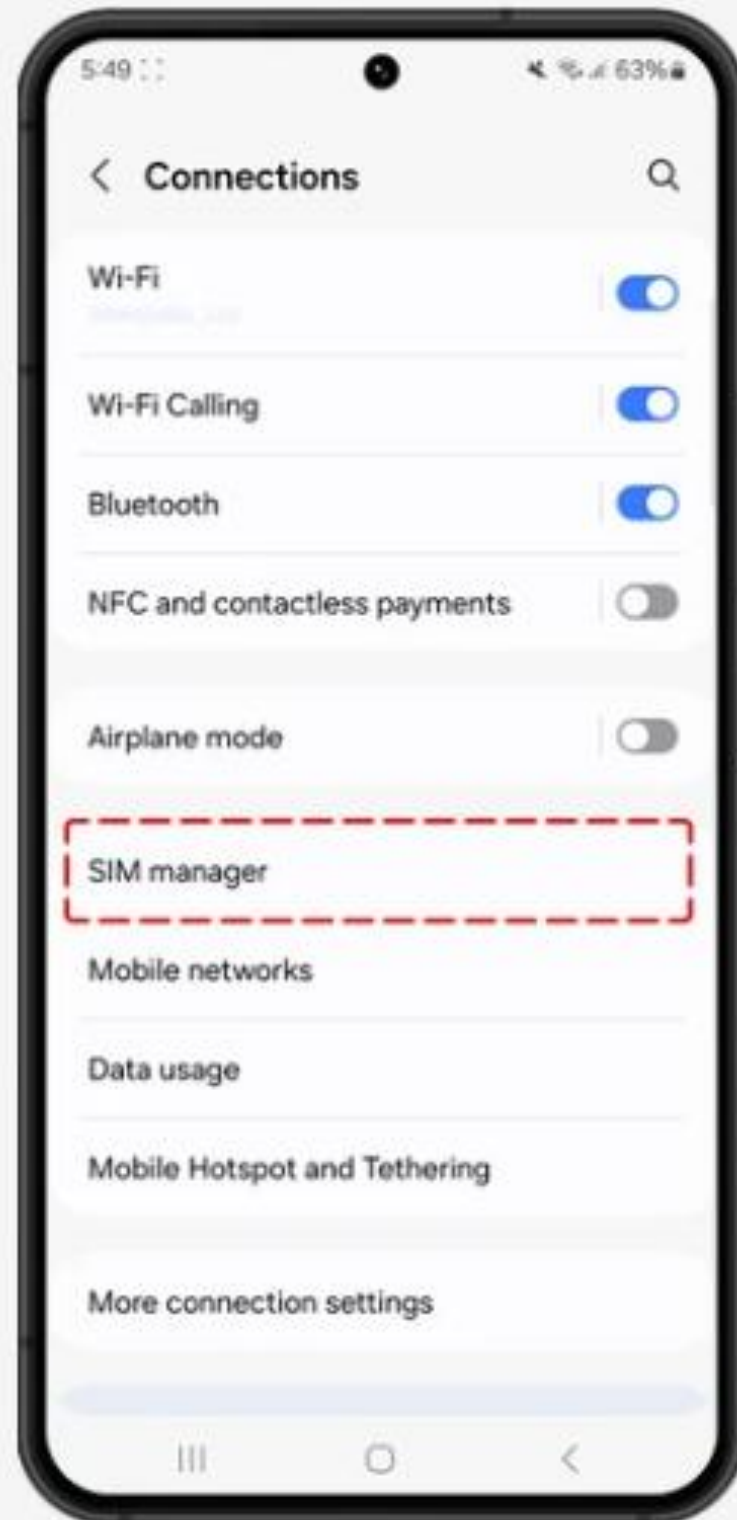 5:49
63%
Connections
Wi-Fi
Wi-Fi Calling
Bluetooth
NFC and contactless payments
Airplane mode
SIM manager
Mobile networks
Data usage
Mobile Hotspot and Tethering
More connection settings